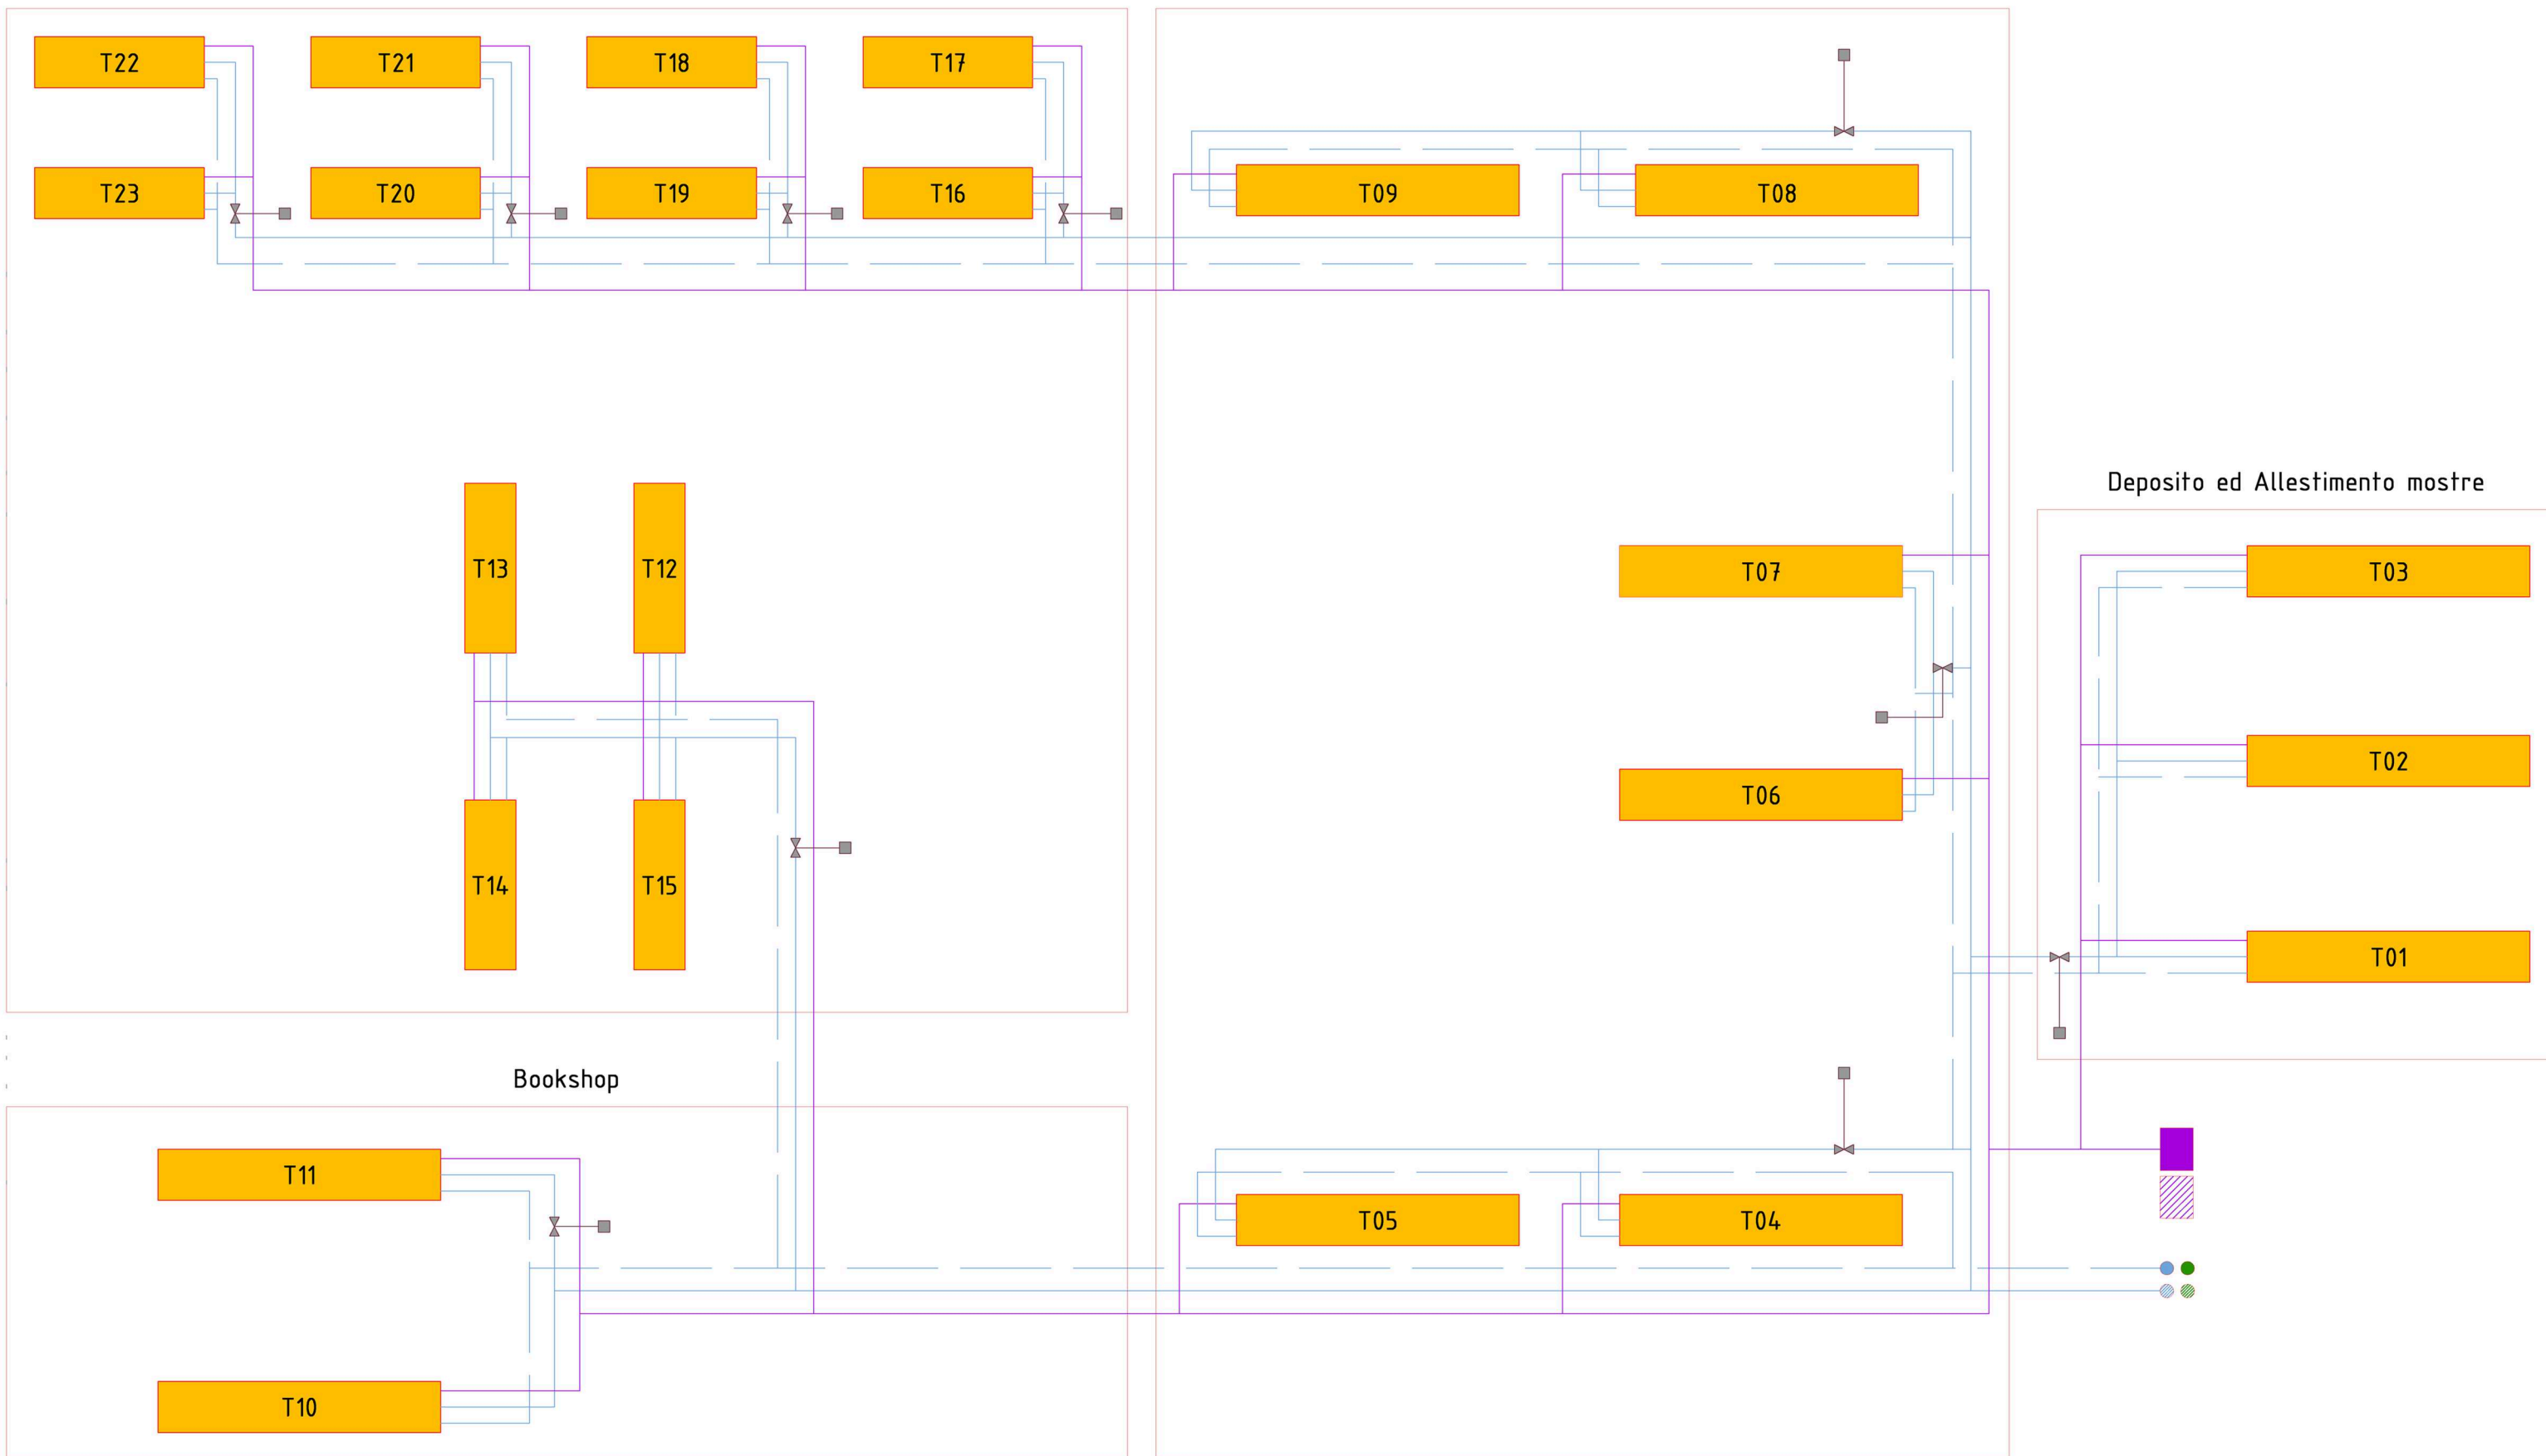 T22 T21 T18 T17
T23 T20 T19 T16 T09 T08
Deposito ed Allestimento mostre
T13 T12 T07 T03
T06 T02
T14 T15 T01
Bookshop
T11 T05 T04
T10